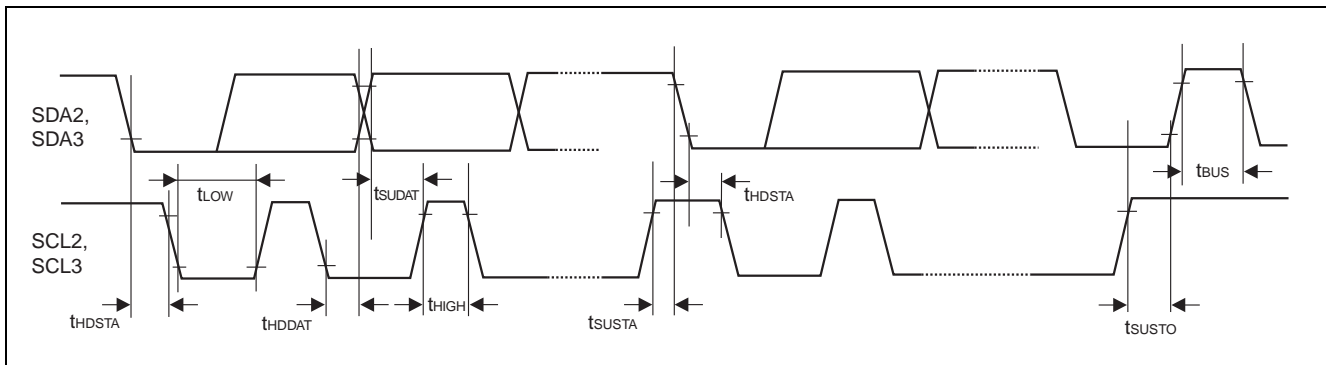 SDA2,
SDA3
tLOW
tSUDAT
tHDSTA
tBUS
SCL2,
SCL3
tHDSTA
tHDDAT
tHIGH
tSUSTA
tSUSTO